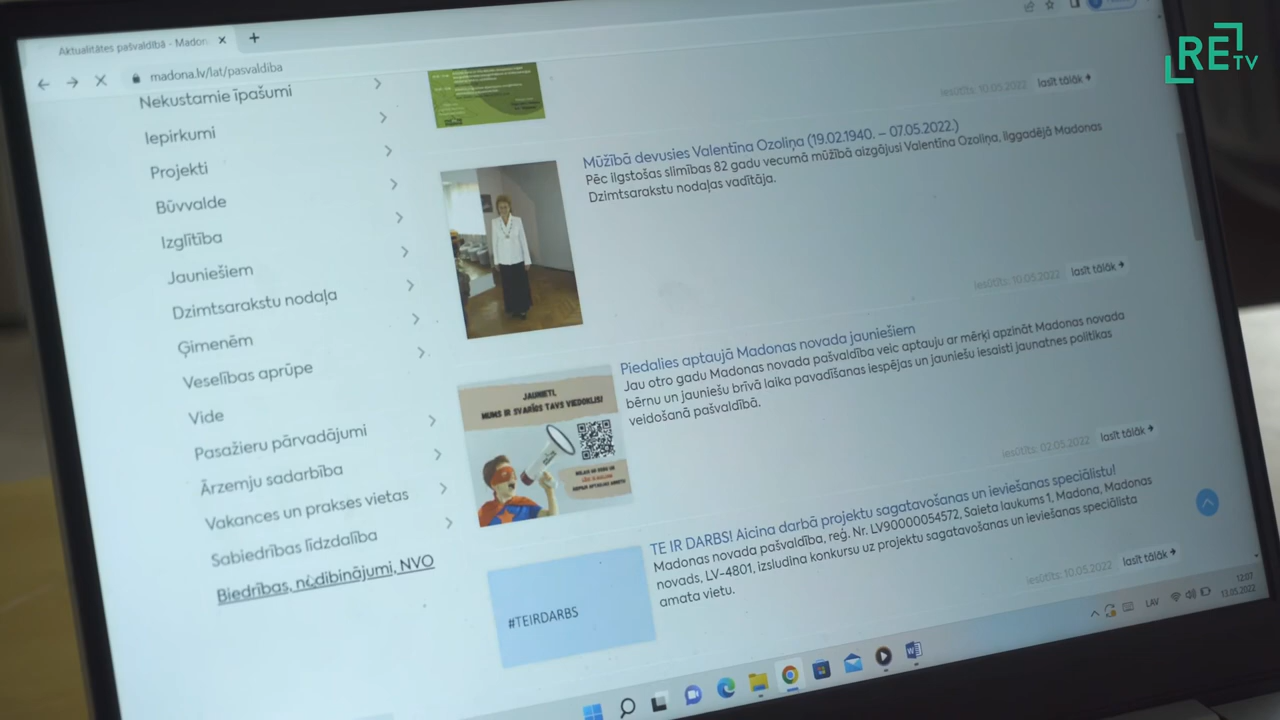 RE TV
Aktualitātes pašvaldībā - Madon
madona.lv/lat/pasvaldiba
Nekustamie īpašumi
Iepirkumi
Projekti
Būvvalde
Izglītība
Jauniešiem
Dzimtsarakstu nodaļa
Ģimenēm
Veselības aprūpe
Vide
Pasažieru pārvadājumi
Ārzemju sadarbība
Vakances un prakses vietas
Sabiedrības līdzdalība
Biedrības, nodibinājumi, NVO
Iesūtīts: 10.05.2022 lasīt tālāk
Mūžībā devusies Valentīna Ozoliņa (19.02.1940. – 07.05.2022.)
Pēc ilgstošas slimības 82 gadu vecumā mūžībā aizgājusi Valentīna Ozoliņa, ilggadējā Madonas
Dzimtsarakstu nodaļas vadītāja.
Iesūtīts: 10.05.2022 lasīt tālāk
Piedalies aptaujā Madonas novada jauniešiem
Jau otro gadu Madonas novada pašvaldība veic aptauju ar mērķi apzināt Madonas novada
bērnu un jauniešu brīvā laika pavadīšanas iespējas un jauniešu iesaisti jaunatnes politikas
veidošanā pašvaldībā.
JAUNIETI,
MUMS IR SVARĪGS TAVS VIEDOKLIS!
Iesūtīts: 02.05.2022 lasīt tālāk
TE IR DARBS! Aicina darbā projektu sagatavošanas un ieviešanas speciālistu!
Madonas novada pašvaldība, reģ. Nr. LV90000054572, Saieta laukums 1, Madona, Madonas
novads, LV-4801, izsludina konkursu uz projektu sagatavošanas un ieviešanas speciālista
amata vietu.
#TEIRDARBS
Iesūtīts: 10.05.2022 lasīt tālāk
LAV
12:07
13.05.2022